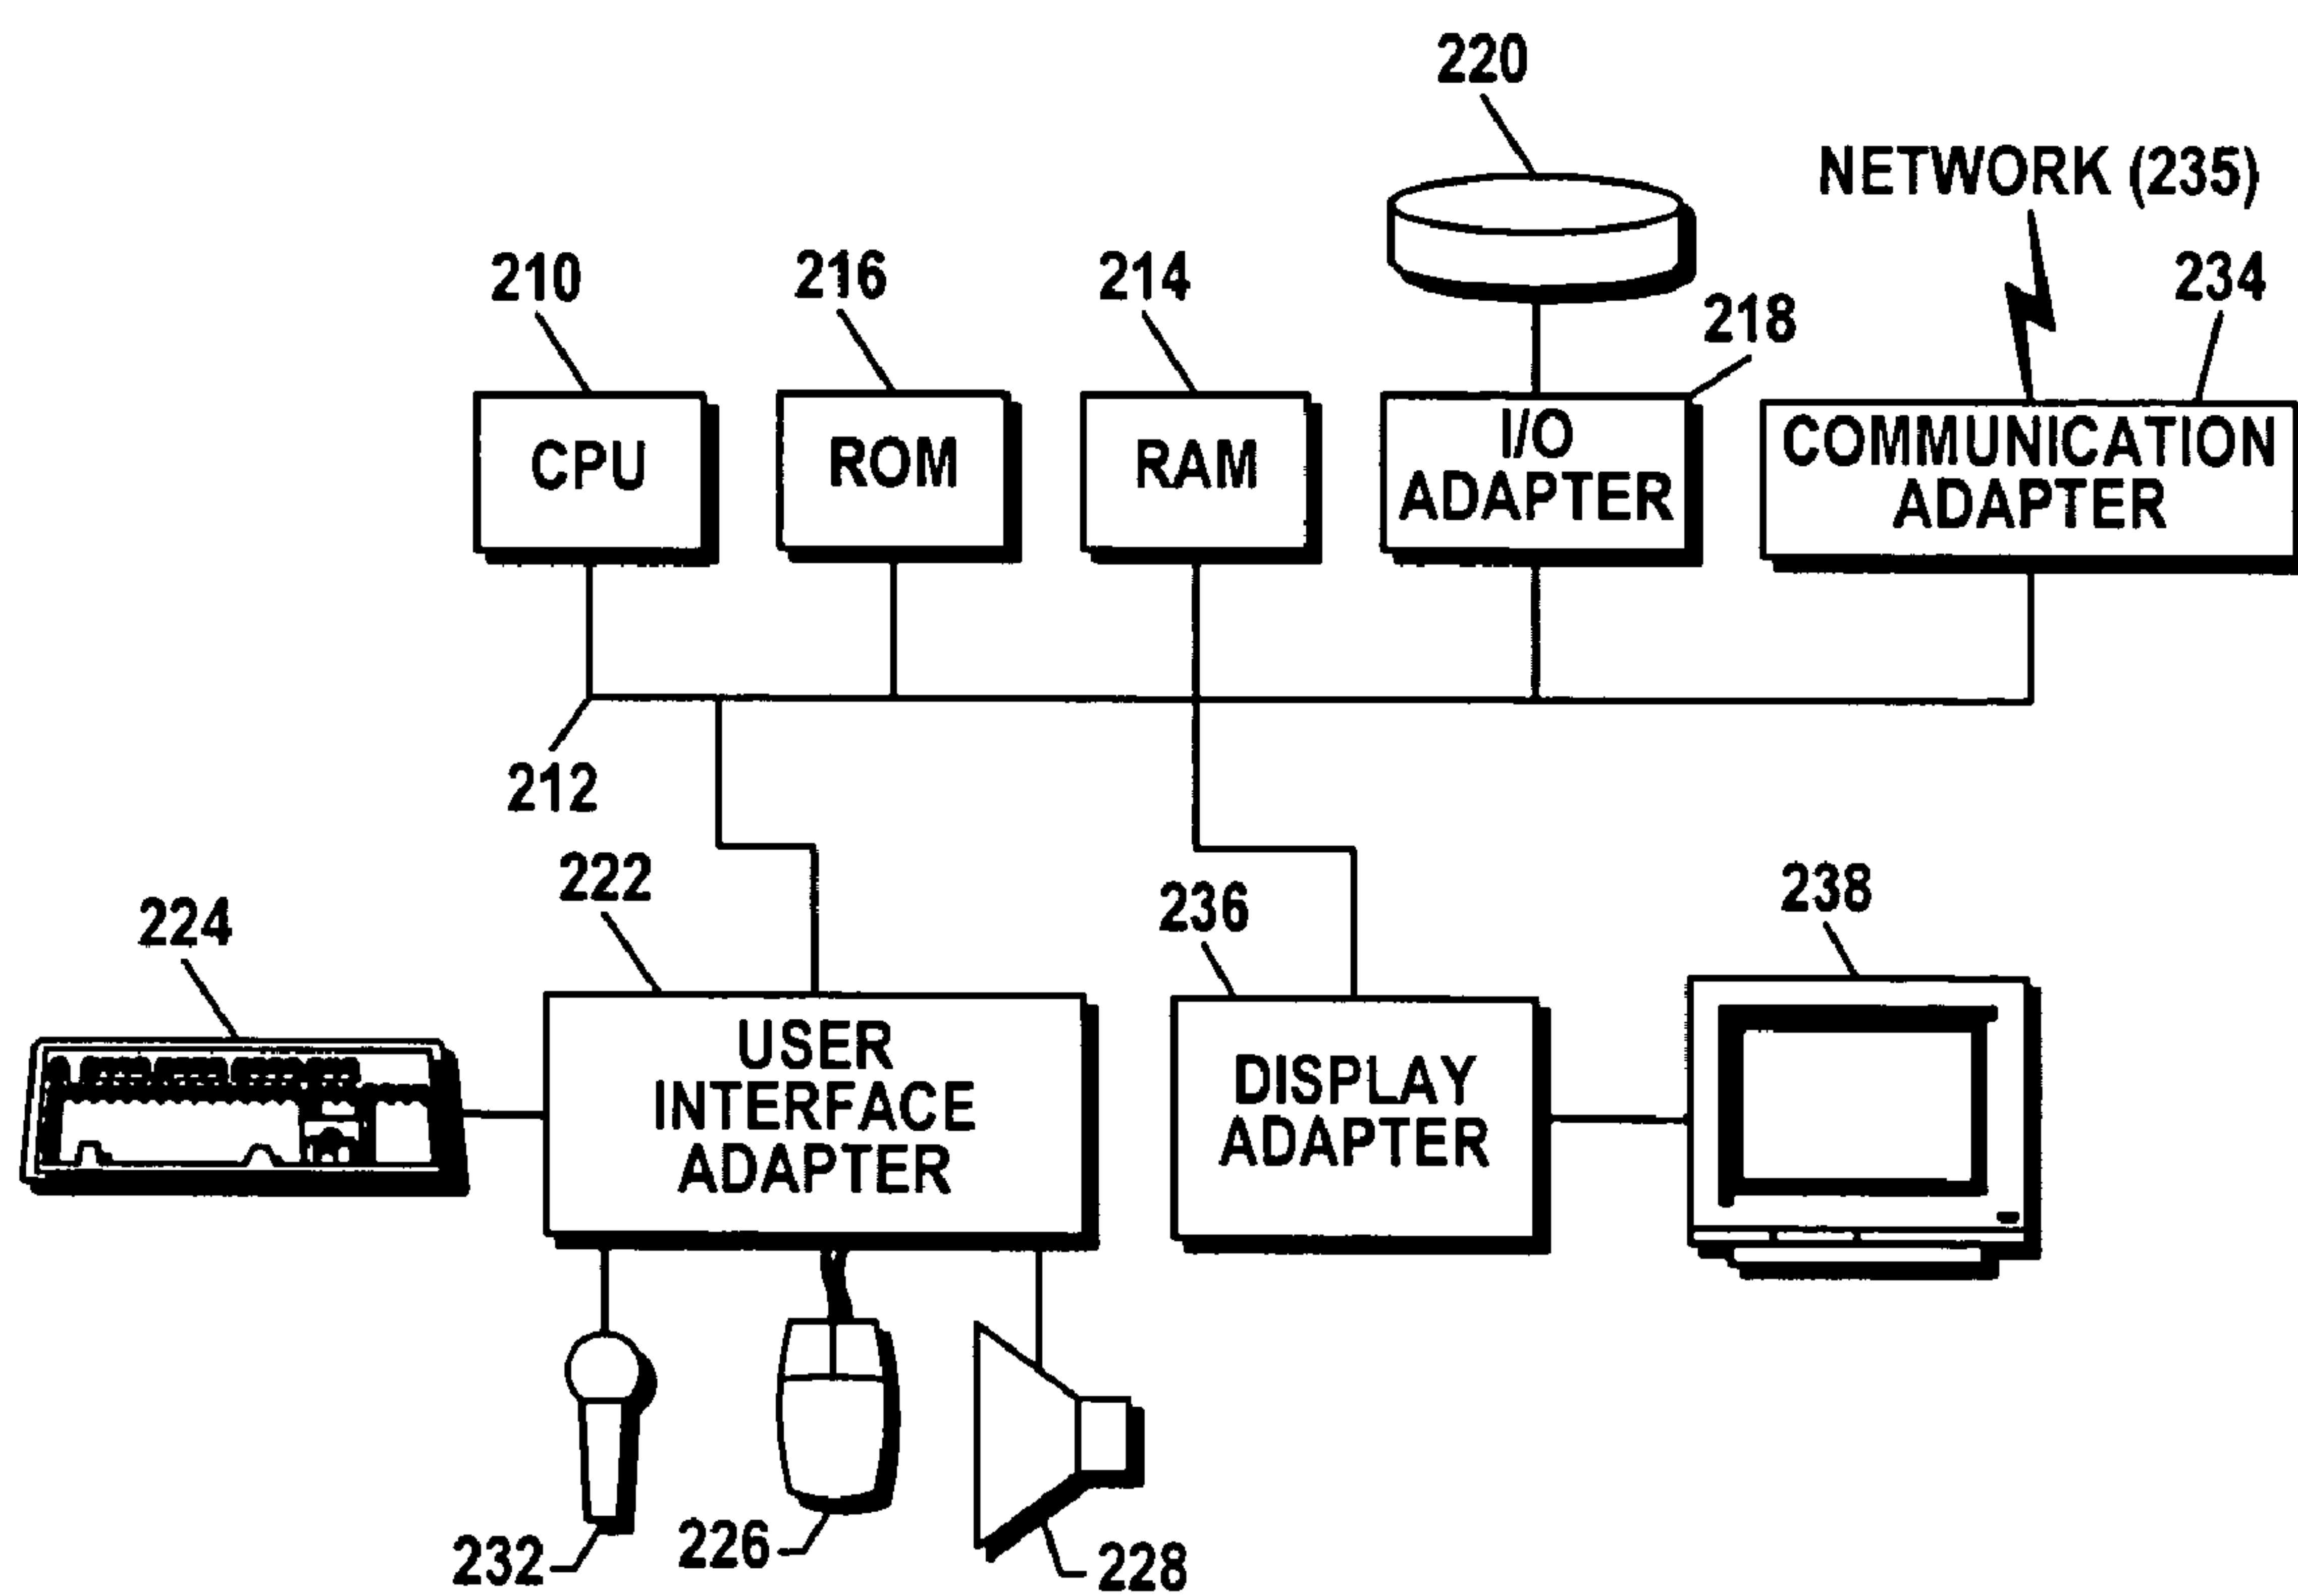 220
NETWORK (235)
210
216
214
218
234
CPU
ROM
RAM
I/O
ADAPTER
COMMUNICATION
ADAPTER
212
222
224
236
238
USER
INTERFACE
ADAPTER
DISPLAY
ADAPTER
232
226
228